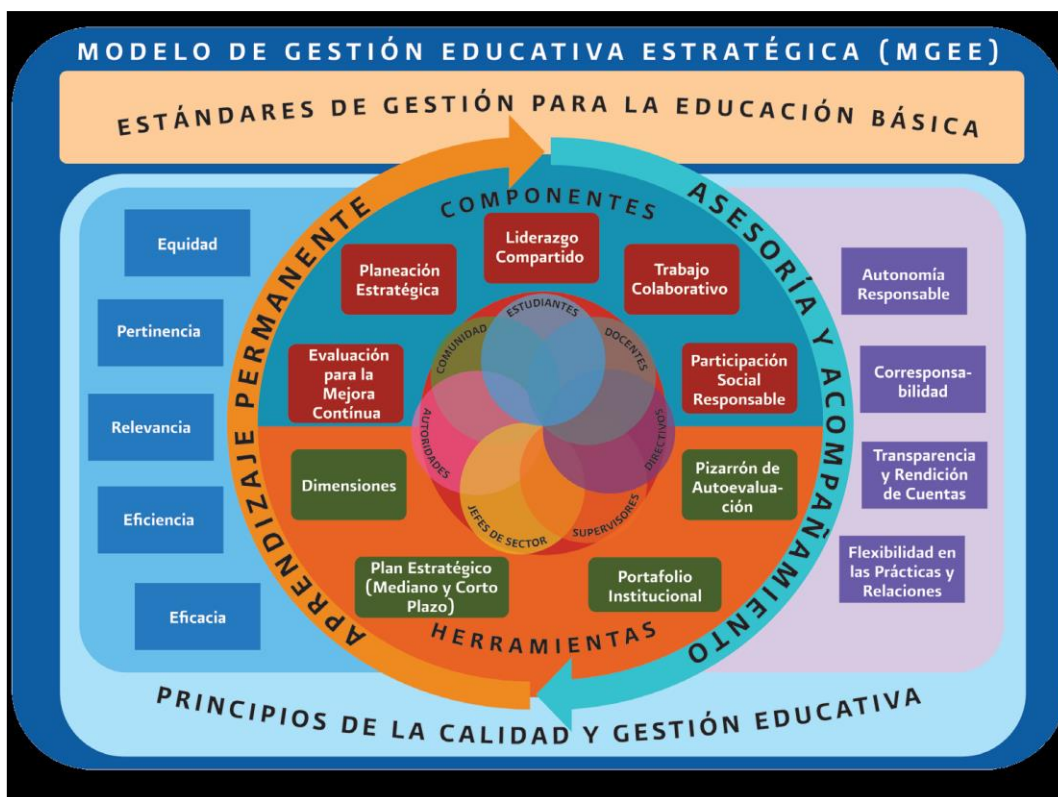 MODELO DE GESTIÓN EDUCATIVA ESTRATÉGICA (MGEE)
ESTÁNDARES DE GESTIÓN PARA LA EDUCACIÓN BÁSICA
APRENDIZAJE PERMANENTE
ASESORÍA Y ACOMPAÑAMIENTO
Equidad
Pertinencia
Relevancia
Eficiencia
Eficacia
COMPONENTES
Liderazgo
Compartido
Planeación
Estratégica
Trabajo
Colaborativo
Evaluación
para la
Mejora
Contínua
Participación
Social
Responsable
ESTUDIANTES
DOCENTES
DIRECTIVOS
SUPERVISORES
JEFES DE SECTOR
AUTORIDADES
COMUNIDAD
Dimensiones
Pizarrón de
Autoevalua-
ción
Plan Estratégico
(Mediano y Corto
Plazo)
Portafolio
Institucional
HERRAMIENTAS
Autonomía
Responsable
Corresponsa-
bilidad
Transparencia
y Rendición
de Cuentas
Flexibilidad en
las Prácticas y
Relaciones
PRINCIPIOS DE LA CALIDAD Y GESTIÓN EDUCATIVA